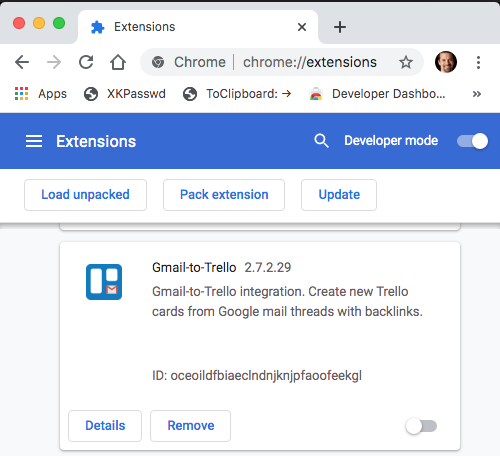 Extensions
Chrome | chrome://extensions
Apps XKPasswd ToClipboard: → Developer Dashbo... »
Extensions Developer mode
Load unpacked Pack extension Update
Gmail-to-Trello 2.7.2.29
Gmail-to-Trello integration. Create new Trello
cards from Google mail threads with backlinks.
ID: oceoildfbiaeclndnjknjpfaoofeekgl
Details Remove